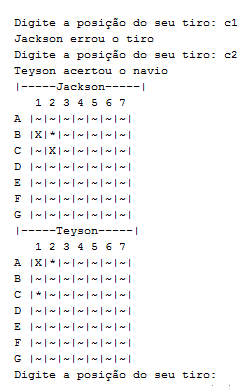 Digite a posição do seu tiro: c1
Jackson errou o tiro
Digite a posição do seu tiro: c2
Teyson acertou o navio
|-----Jackson-----|
   1 2 3 4 5 6 7
A |~|~|~|~|~|~|~|
B |X|*|~|~|~|~|~|
C |~|X|~|~|~|~|~|
D |~|~|~|~|~|~|~|
E |~|~|~|~|~|~|~|
F |~|~|~|~|~|~|~|
G |~|~|~|~|~|~|~|
|-----Teyson-----|
   1 2 3 4 5 6 7
A |X|*|~|~|~|~|~|
B |~|~|~|~|~|~|~|
C |*|~|~|~|~|~|~|
D |~|~|~|~|~|~|~|
E |~|~|~|~|~|~|~|
F |~|~|~|~|~|~|~|
G |~|~|~|~|~|~|~|
Digite a posição do seu tiro: